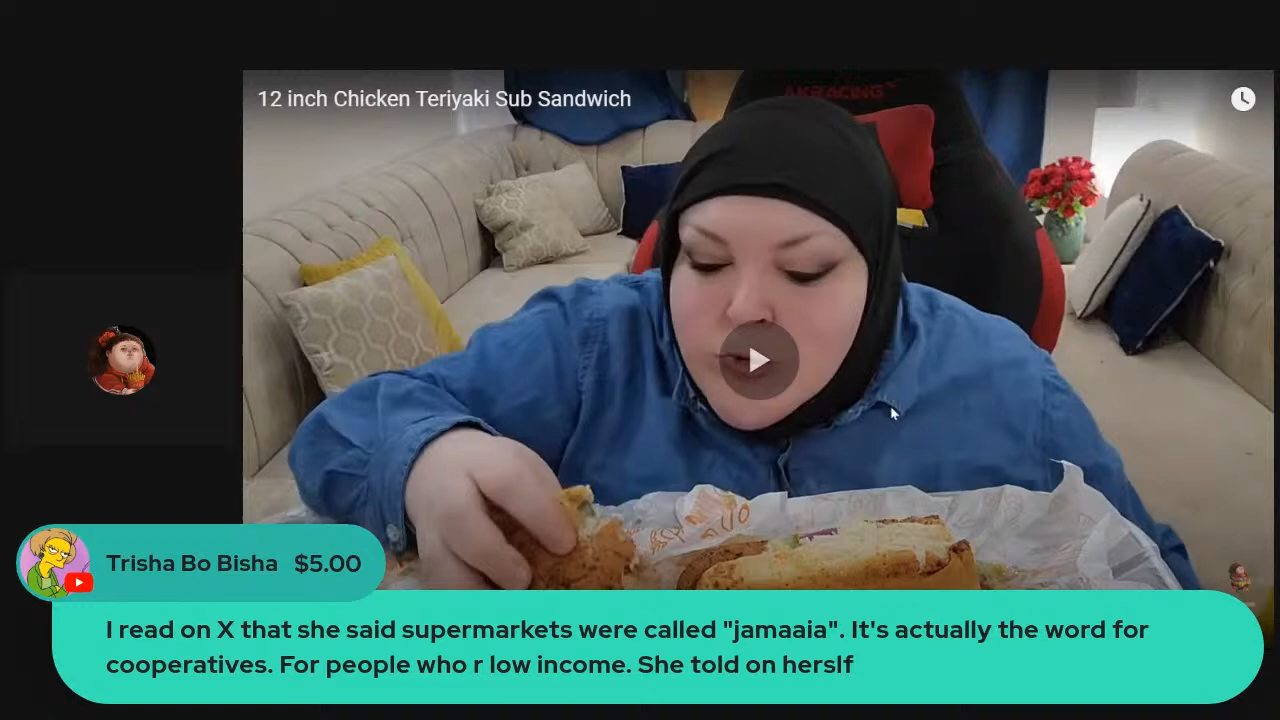 12 inch Chicken Teriyaki Sub Sandwich
AKRACING
Trisha Bo Bisha $5.00
I read on X that she said supermarkets were called "jamaaia". It's actually the word for
cooperatives. For people who r low income. She told on herslf